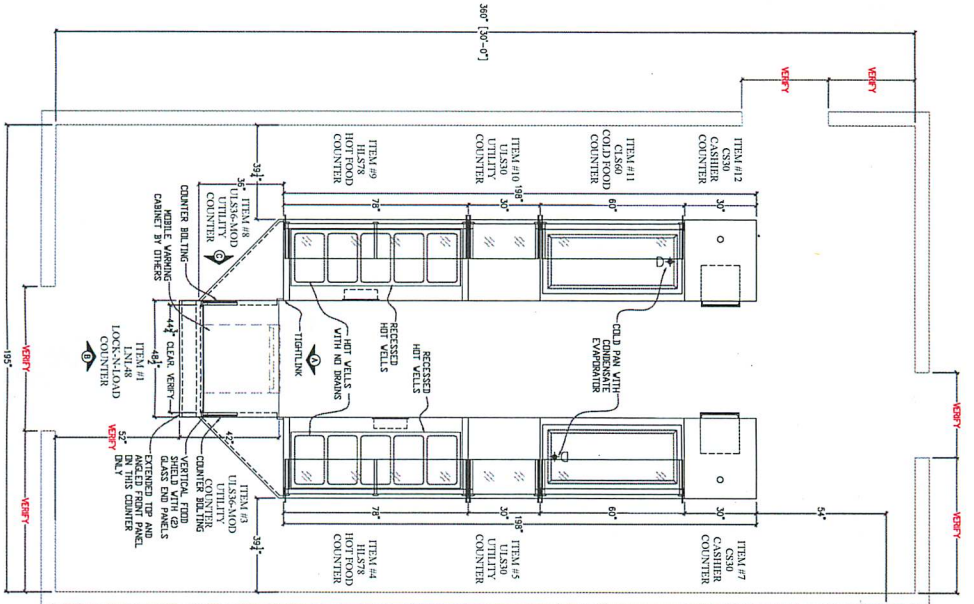 360" [30'-0"]
VERIFY
VERIFY
ITEM #12
CS30
CASHIER
COUNTER
ITEM #11
CLS60
COLD FOOD
COUNTER
ITEM #10
ULS30
UTILITY
COUNTER
ITEM #9
HLS78
HOT FOOD
COUNTER
198"
30"
60"
30"
78"
39½"
36"
ITEM #8
ULS36-MOD
UTILITY
COUNTER
C
COUNTER BOLTING
MOBILE WARMING
CABINET BY OTHERS
COLD PAN WITH
CONDENSATE
EVAPORATOR
RECESSED
HOT WELLS
RECESSED
HOT WELLS
HOT WELLS
WITH NO DRAINS
TIGHTLINK
A
44¾" CLEAR, VERIFY
48½"
ITEM #1
LNL48
LOCK-N-LOAD
COUNTER
B
195"
VERIFY
VERIFY
VERIFY
VERIFY
52"
VERIFY
42"
ITEM #3
ULS36-MOD
UTILITY
COUNTER
COUNTER BOLTING
VERTICAL FOOD
SHIELD WITH (2)
GLASS END PANELS
EXTENDED TOP AND
ANGLED FRONT PANEL
ON THIS COUNTER
ONLY
39½"
78"
30"
198"
60"
30"
54"
ITEM #4
HLS78
HOT FOOD
COUNTER
ITEM #5
ULS30
UTILITY
COUNTER
ITEM #7
CS30
CASHIER
COUNTER
VERIFY